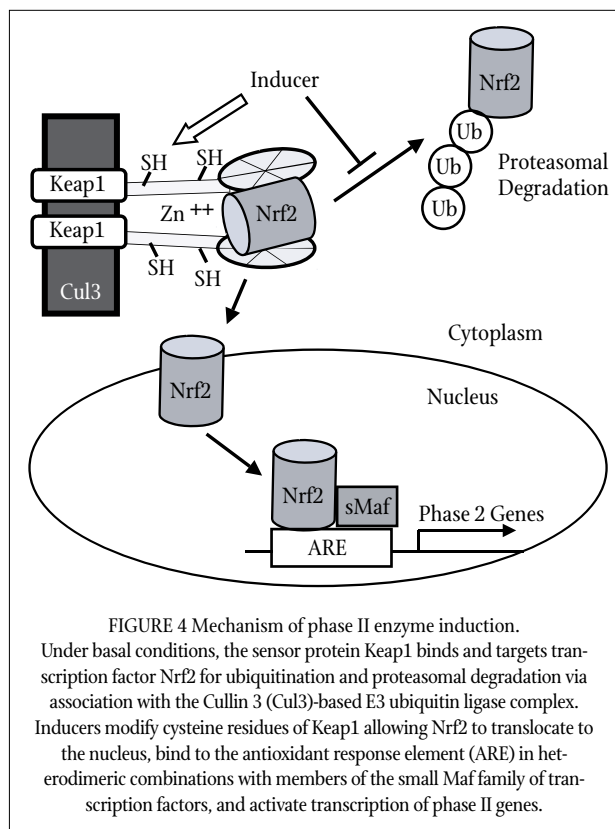 Inducer
Nrf2
Ub
Ub
Ub
Proteasomal
Degradation
SH
SH
Keap1
Zn ++
Nrf2
Keap1
SH
SH
Cul3
Cytoplasm
Nrf2
Nucleus
Nrf2
sMaf
Phase 2 Genes
ARE
FIGURE 4 Mechanism of phase II enzyme induction.
Under basal conditions, the sensor protein Keap1 binds and targets tran-
scription factor Nrf2 for ubiquitination and proteasomal degradation via
association with the Cullin 3 (Cul3)-based E3 ubiquitin ligase complex.
Inducers modify cysteine residues of Keap1 allowing Nrf2 to translocate to
the nucleus, bind to the antioxidant response element (ARE) in het-
erodimeric combinations with members of the small Maf family of tran-
scription factors, and activate transcription of phase II genes.